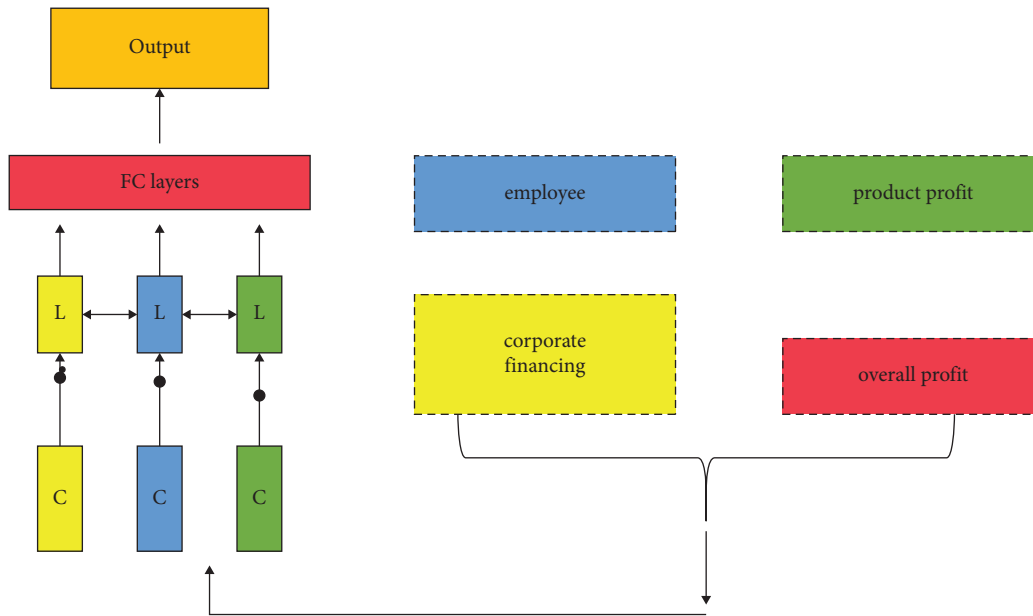 Output
FC layers
employee
product profit
L
L
L
corporate
financing
overall profit
C
C
C